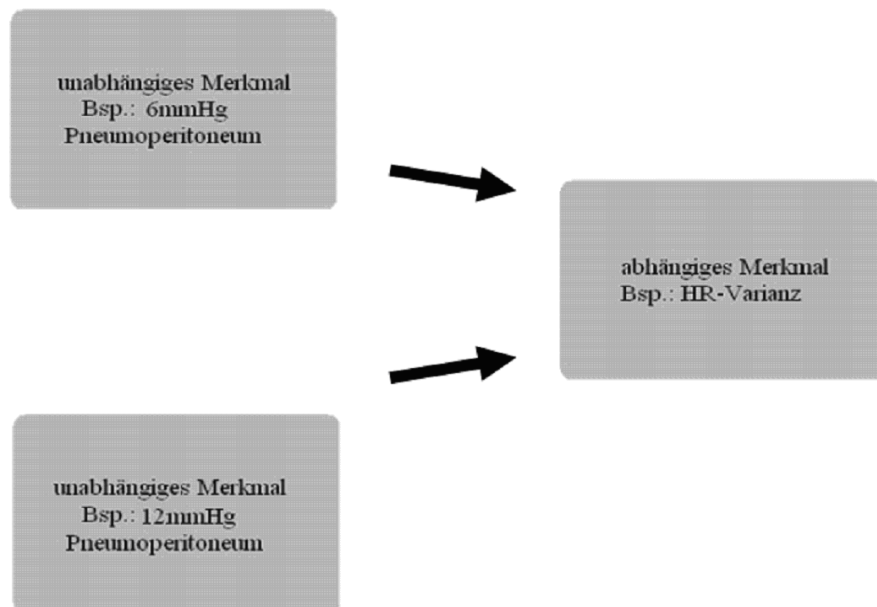 unabhängiges Merkmal
Bsp.: 6mmHg
Pneumoperitoneum
abhängiges Merkmal
Bsp.: HR-Varianz
unabhängiges Merkmal
Bsp.: 12mmHg
Pneumoperitoneum